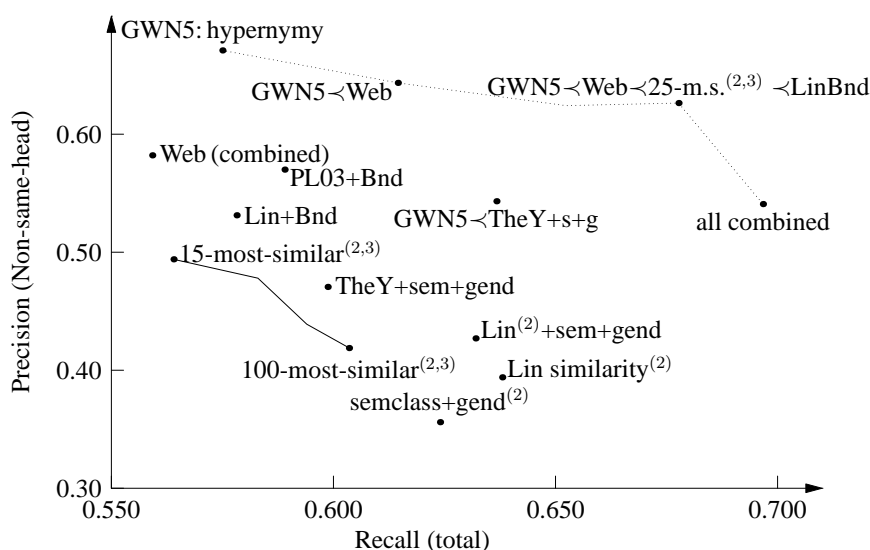 GWN5: hypernymy
GWN5≺Web
GWN5≺Web≺25-m.s.(2,3) ≺LinBnd
0.60
Web (combined)
PL03+Bnd
Lin+Bnd
GWN5≺TheY+s+g
all combined
0.50
15-most-similar(2,3)
TheY+sem+gend
Lin(2)+sem+gend
100-most-similar(2,3)
Lin similarity(2)
0.40
semclass+gend(2)
0.30
Precision (Non-same-head)
0.550
0.600
0.650
0.700
Recall (total)